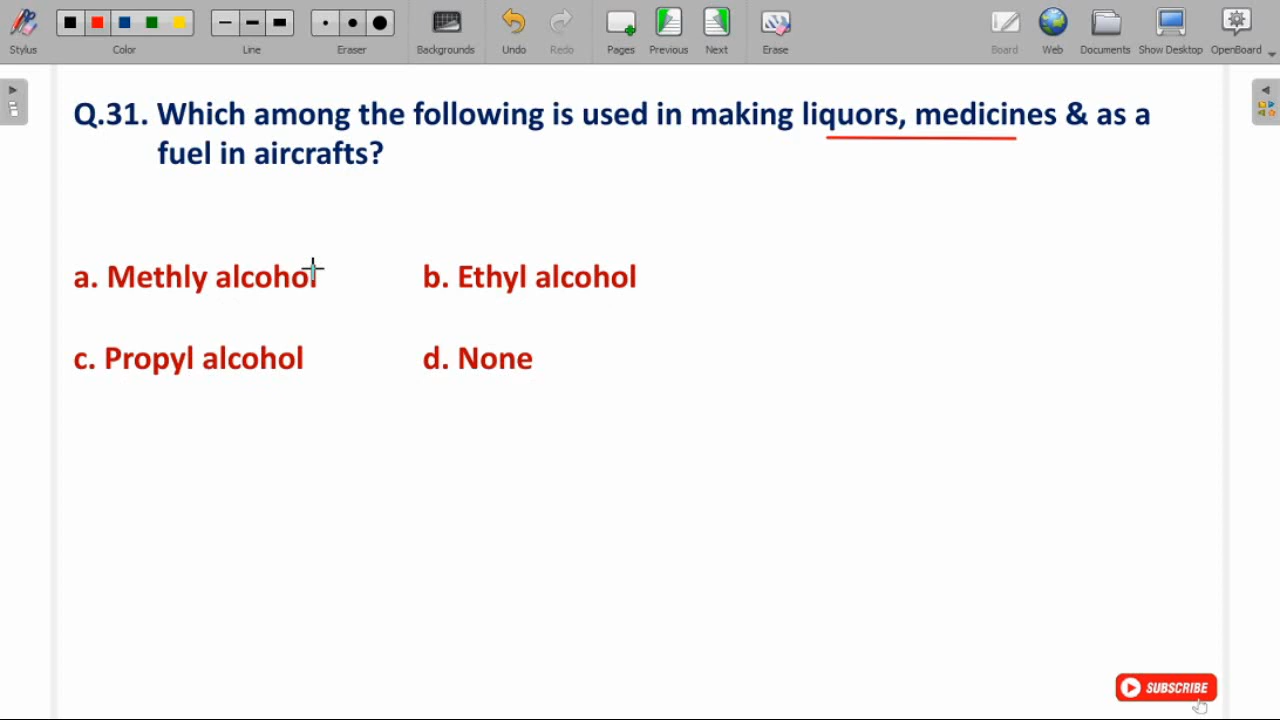 Stylus
Color
Line
Eraser
Backgrounds
Undo
Redo
Pages
Previous
Next
Erase
Board
Web
Documents
Show Desktop
OpenBoard
Q.31. Which among the following is used in making liquors, medicines & as a
fuel in aircrafts?
a. Methly alcohol b. Ethyl alcohol
c. Propyl alcohol d. None
SUBSCRIBE